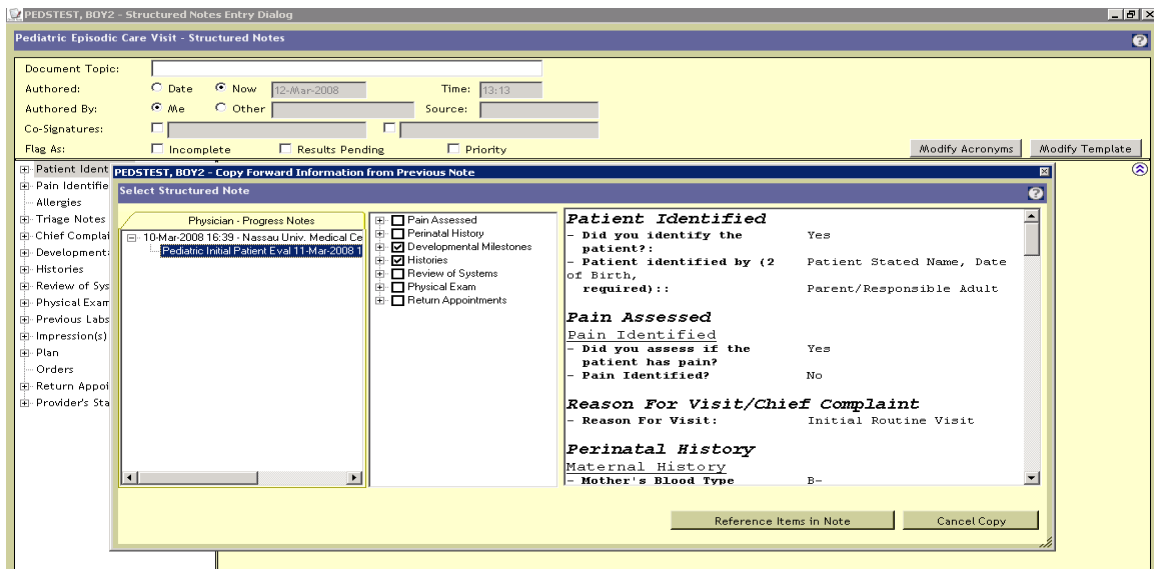 PEDSTEST, BOY2 - Structured Notes Entry Dialog
Pediatric Episodic Care Visit - Structured Notes
Document Topic:
Authored: Date Now 12-Mar-2008 Time: 13:13
Authored By: Me Other Source:
Co-Signatures:
Flag As: Incomplete Results Pending Priority Modify Acronyms Modify Template
Patient Ident
Pain Identifie
Allergies
Triage Notes
Chief Complai
Development
Histories
Review of Sys
Physical Exam
Previous Labs
Impression(s)
Plan
Orders
Return Appoi
Provider's Sta
PEDSTEST, BOY2 - Copy Forward Information from Previous Note
Select Structured Note
Physician - Progress Notes
10-Mar-2008 16:39 - Nassau Univ. Medical Ce
Pediatric Initial Patient Eval 11-Mar-2008 1
Pain Assessed
Perinatal History
Developmental Milestones
Histories
Review of Systems
Physical Exam
Return Appointments
Patient Identified
- Did you identify the Yes
patient?:
- Patient identified by (2 Patient Stated Name, Date
of Birth,
required):: Parent/Responsible Adult
Pain Assessed
Pain Identified
- Did you assess if the Yes
patient has pain?
- Pain Identified? No
Reason For Visit/Chief Complaint
- Reason For Visit: Initial Routine Visit
Perinatal History
Maternal History
- Mother's Blood Type B-
Reference Items in Note Cancel Copy